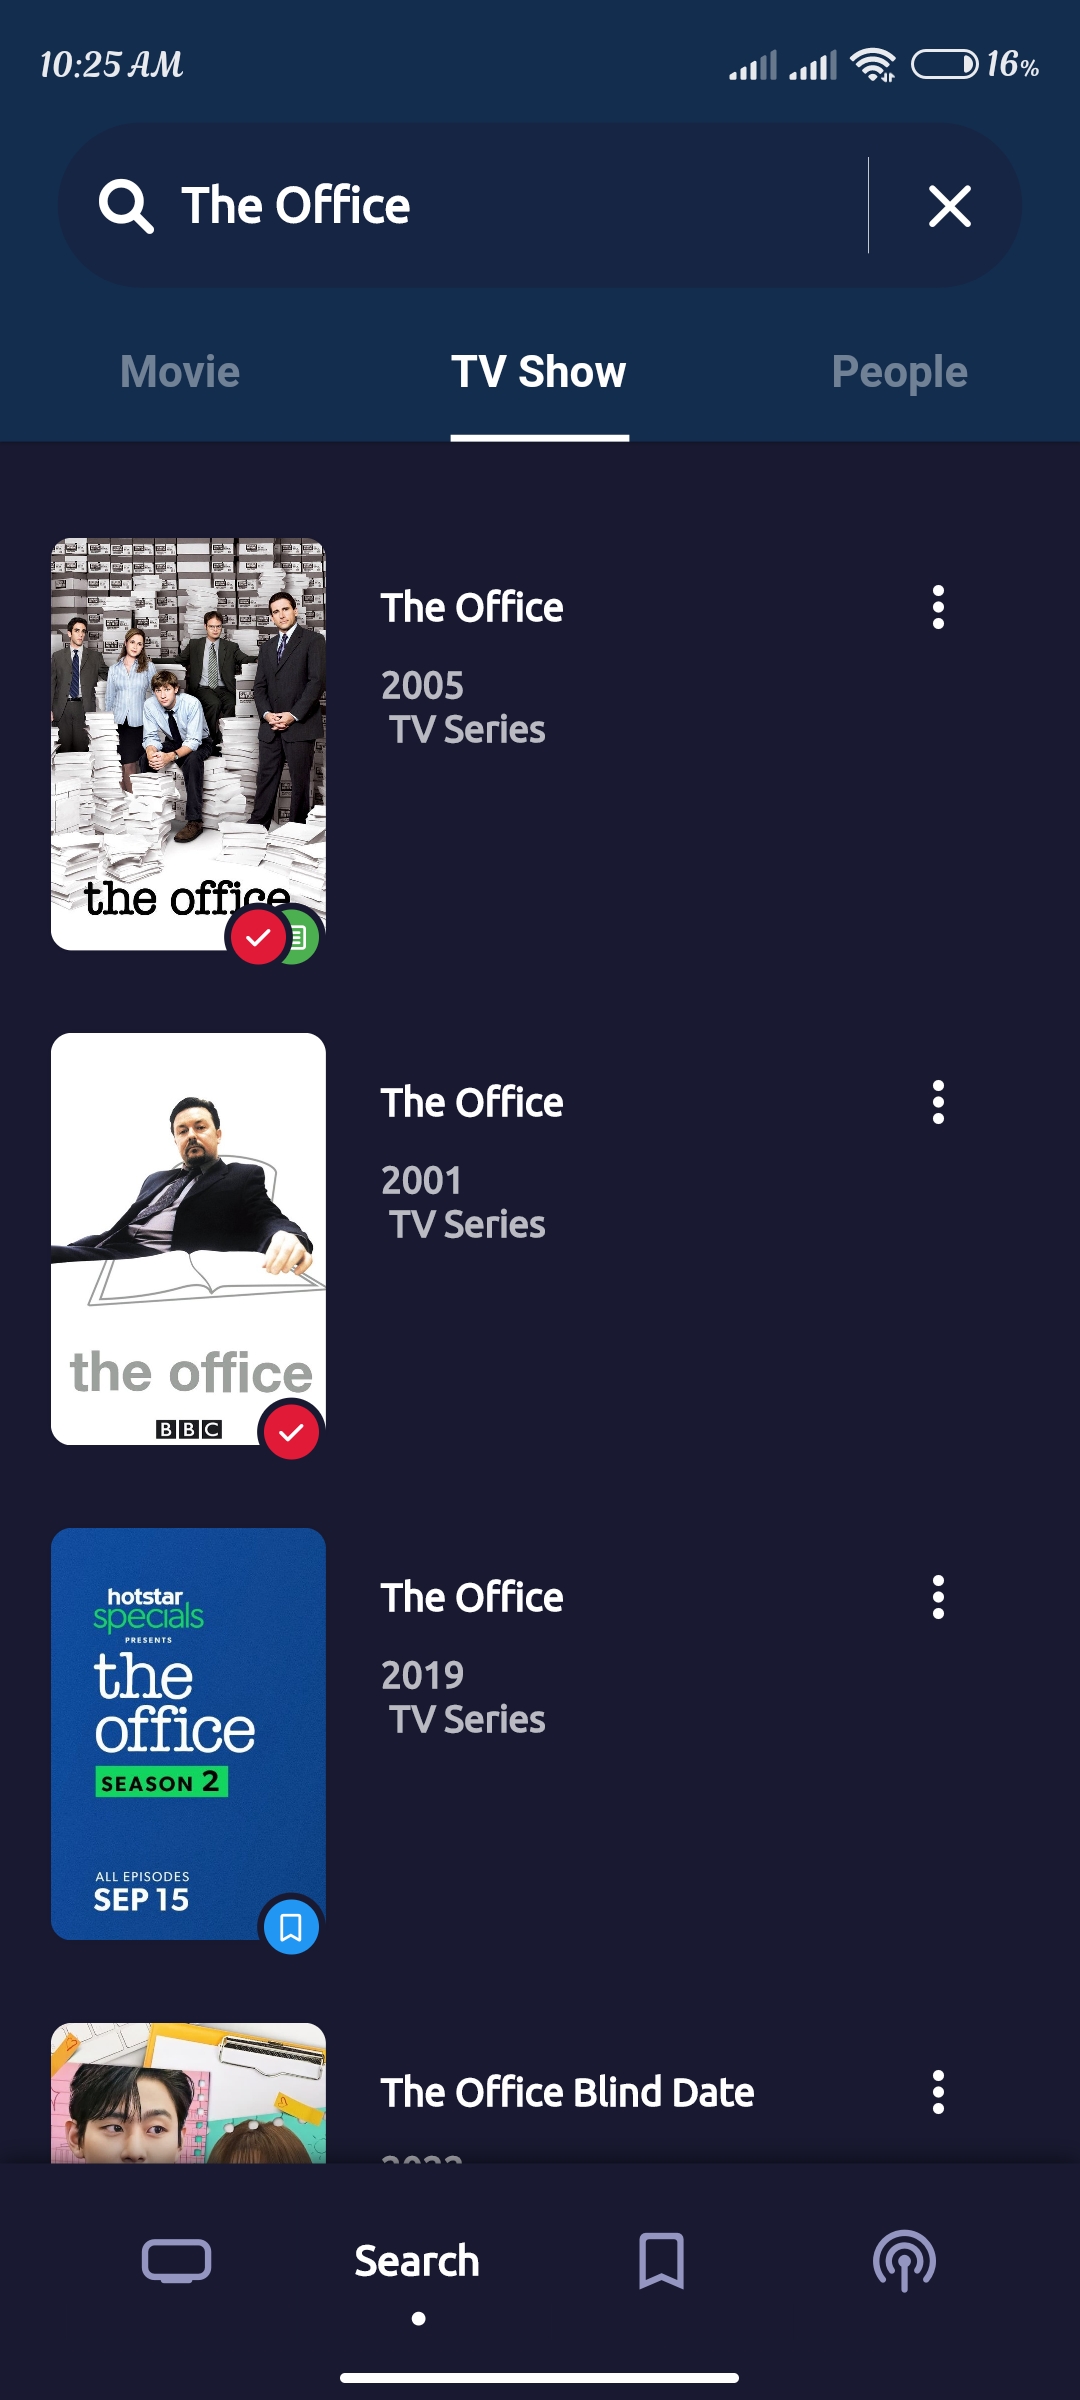 10:25 AM
16%
The Office
Movie
TV Show
People
the office
The Office
2005
TV Series
the office
BBC
The Office
2001
TV Series
hotstar
specials
PRESENTS
the
office
SEASON 2
ALL EPISODES
SEP 15
The Office
2019
TV Series
The Office Blind Date
Search